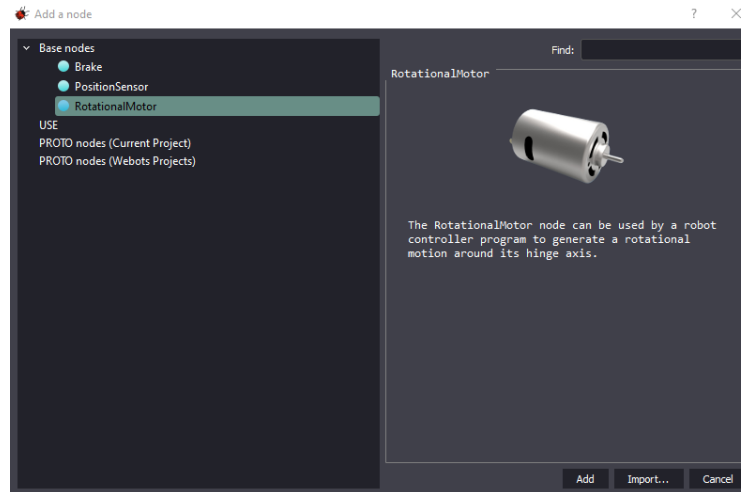 Add a node
? ×
Base nodes
Brake
PositionSensor
RotationalMotor
USE
PROTO nodes (Current Project)
PROTO nodes (Webots Projects)
Find:
RotationalMotor
The RotationalMotor node can be used by a robot
controller program to generate a rotational
motion around its hinge axis.
Add Import... Cancel